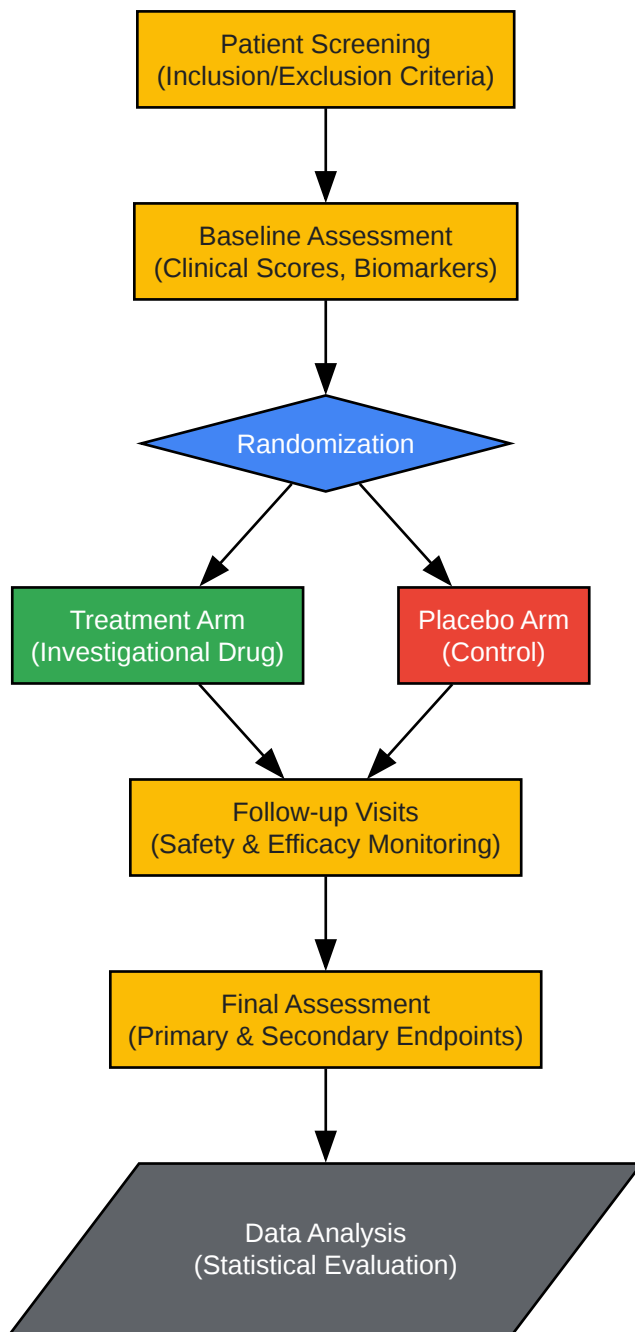 Patient Screening
(Inclusion/Exclusion Criteria)
Baseline Assessment
(Clinical Scores, Biomarkers)
Randomization
Treatment Arm
(Investigational Drug)
Placebo Arm
(Control)
Follow-up Visits
(Safety & Efficacy Monitoring)
Final Assessment
(Primary & Secondary Endpoints)
Data Analysis
(Statistical Evaluation)